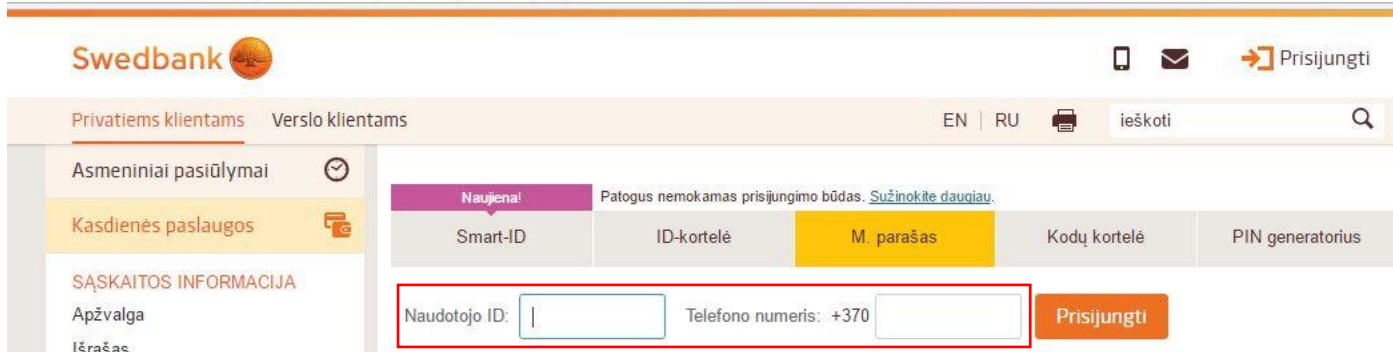 Swedbank
Prisijungti
Privatiems klientams Verslo klientams
EN | RU ieškoti
Asmeniniai pasiūlymai
Naujiena! Patogus nemokamas prisijungimo būdas. Sužinokite daugiau.
Kasdienės paslaugos
Smart-ID ID-kortelė M. parašas Kodų kortelė PIN generatorius
SĄSKAITOS INFORMACIJA
Apžvalga
Naudotojo ID: Telefono numeris: +370 Prisijungti
Išrašas